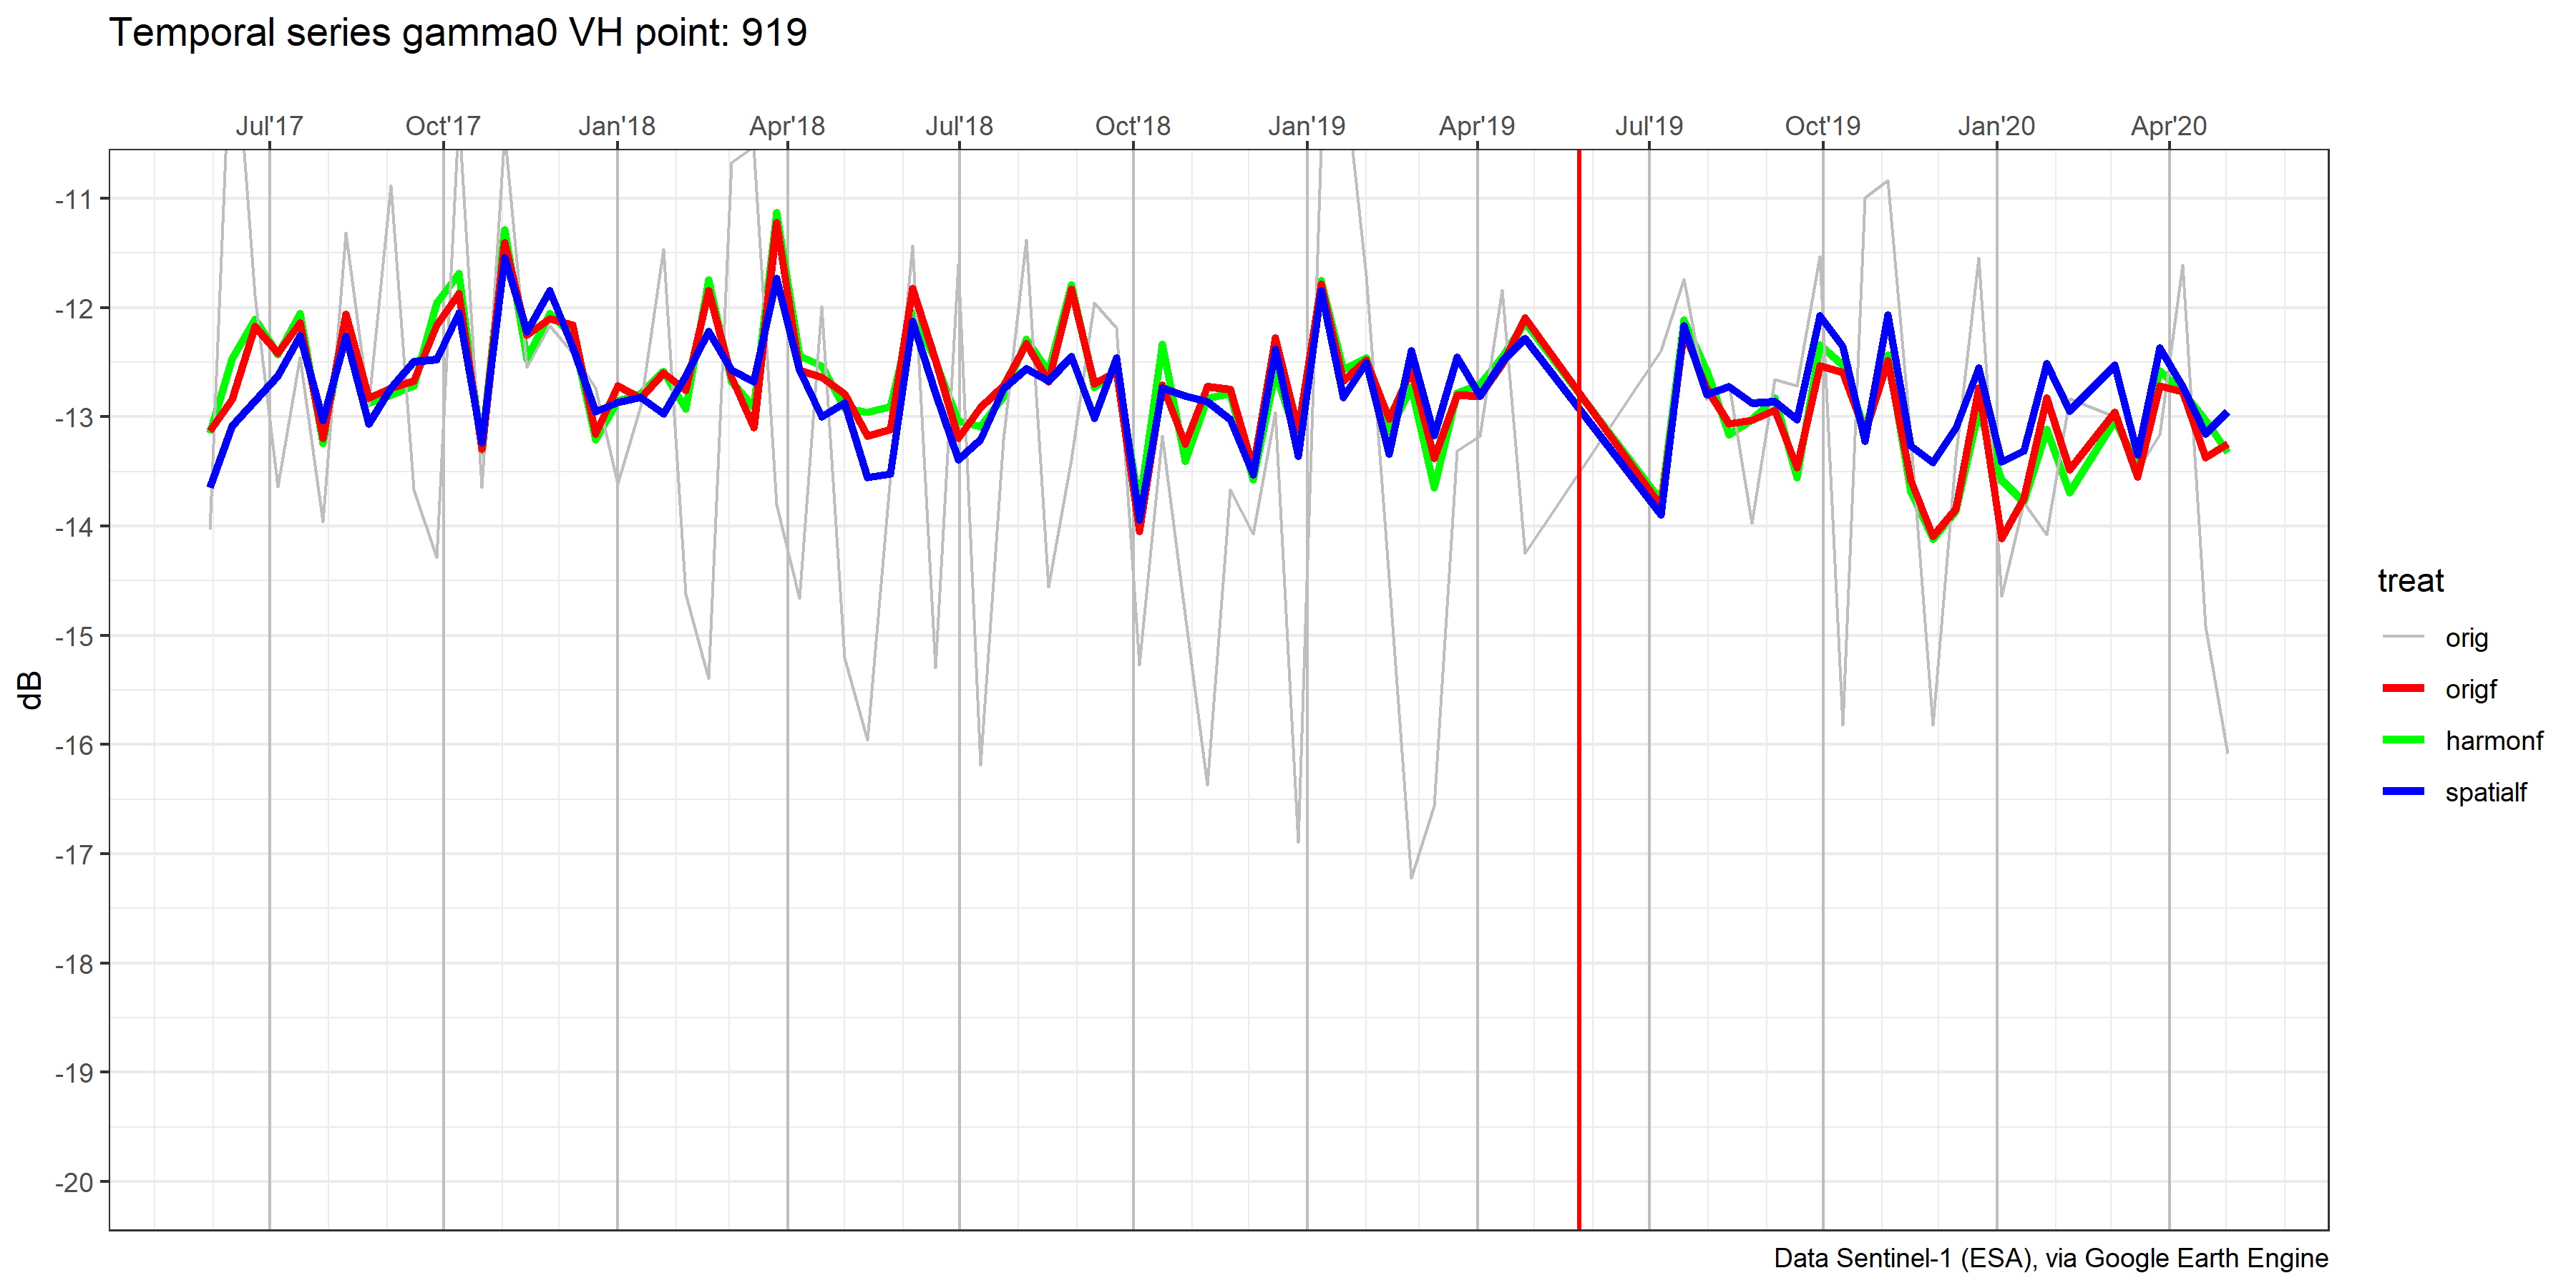 Temporal series gamma0 VH point: 919
Jul'17 Oct'17 Jan'18 Apr'18 Jul'18 Oct'18 Jan'19 Apr'19 Jul'19 Oct'19 Jan'20 Apr'20
-11
-12
-13
-14
-15
-16
-17
-18
-19
-20
dB
treat
orig
origf
harmonf
spatialf
Data Sentinel-1 (ESA), via Google Earth Engine